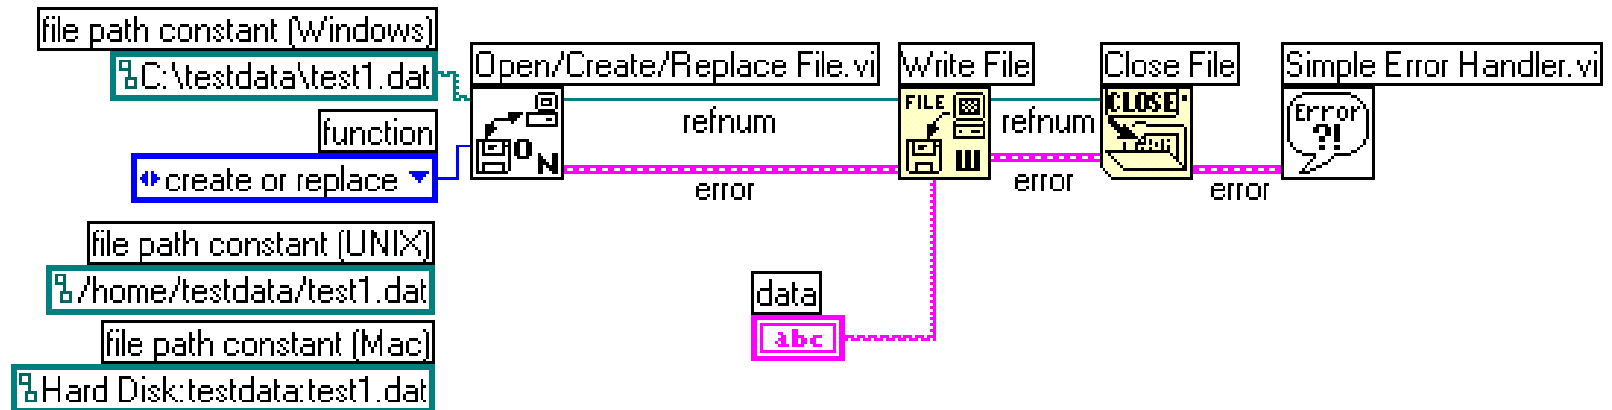 file path constant (Windows)
C:\testdata\test1.dat
function
create or replace
file path constant (UNIX)
/home/testdata/test1.dat
file path constant (Mac)
Hard Disk:testdata:test1.dat
Open/Create/Replace File.vi
O N
refnum
error
Write File
FILE
W
refnum
error
data
abc
Close File
CLOSE
error
Simple Error Handler.vi
Error
?!